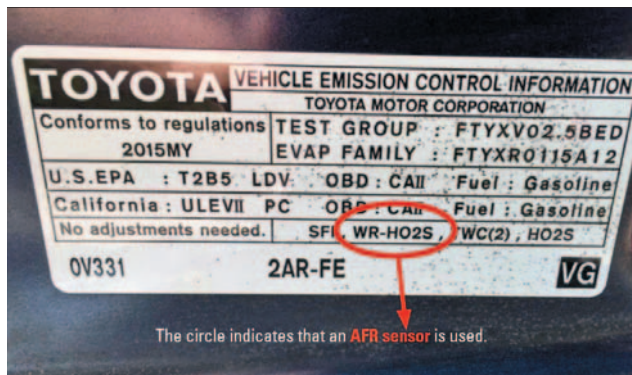 TOYOTA VEHICLE EMISSION CONTROL INFORMATION
TOYOTA MOTOR CORPORATION
Conforms to regulations TEST GROUP : FTYXV02.5BED
2015MY EVAP FAMILY : FTYXR0115A12
U.S.EPA : T2B5 LDV OBD : CAII Fuel : Gasoline
California : ULEVII PC OBD : CAII Fuel : Gasoline
No adjustments needed. SFI, WR-HO2S, TWC(2), HO2S
0V331 2AR-FE VG
The circle indicates that an AFR sensor is used.